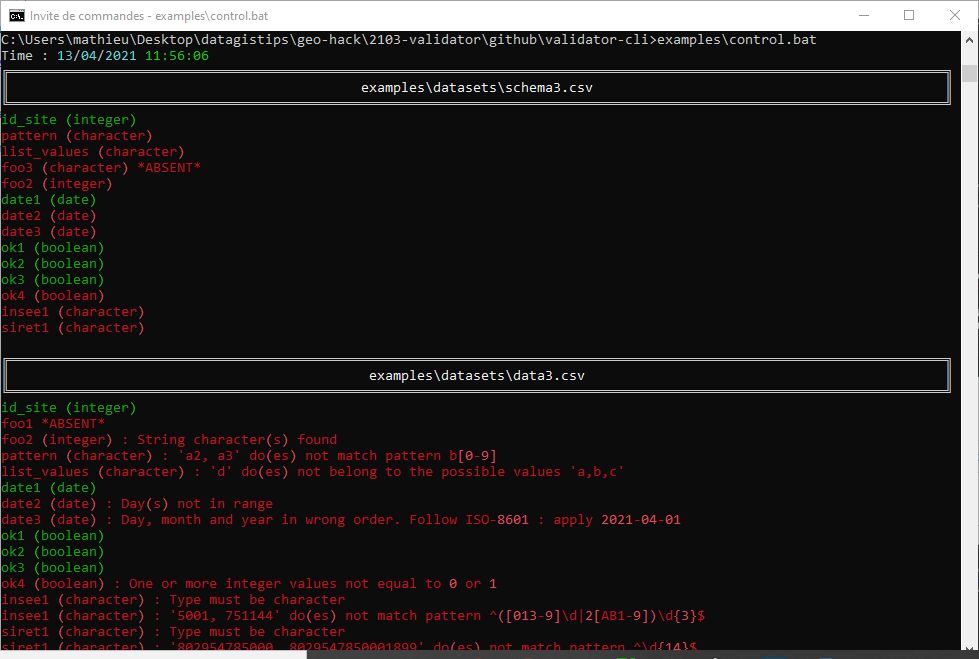 Invite de commandes - examples\control.bat
C:\Users\mathieu\Desktop\datagistips\geo-hack\2103-validator\github\validator-cli>examples\control.bat
Time : 13/04/2021 11:56:06
examples\datasets\schema3.csv
id_site (integer)
pattern (character)
list_values (character)
foo3 (character) *ABSENT*
foo2 (integer)
date1 (date)
date2 (date)
date3 (date)
ok1 (boolean)
ok2 (boolean)
ok3 (boolean)
ok4 (boolean)
insee1 (character)
siret1 (character)
examples\datasets\data3.csv
id_site (integer)
foo1 *ABSENT*
foo2 (integer) : String character(s) found
pattern (character) : 'a2, a3' do(es) not match pattern b[0-9]
list_values (character) : 'd' do(es) not belong to the possible values 'a,b,c'
date1 (date)
date2 (date) : Day(s) not in range
date3 (date) : Day, month and year in wrong order. Follow ISO-8601 : apply 2021-04-01
ok1 (boolean)
ok2 (boolean)
ok3 (boolean)
ok4 (boolean) : One or more integer values not equal to 0 or 1
insee1 (character) : Type must be character
insee1 (character) : '5001, 751144' do(es) not match pattern ^([013-9]\d|2[AB1-9])\d{3}$
siret1 (character) : Type must be character
siret1 (character) : '802954785000, 8029547850001899' do(es) not match pattern ^\d{14}$